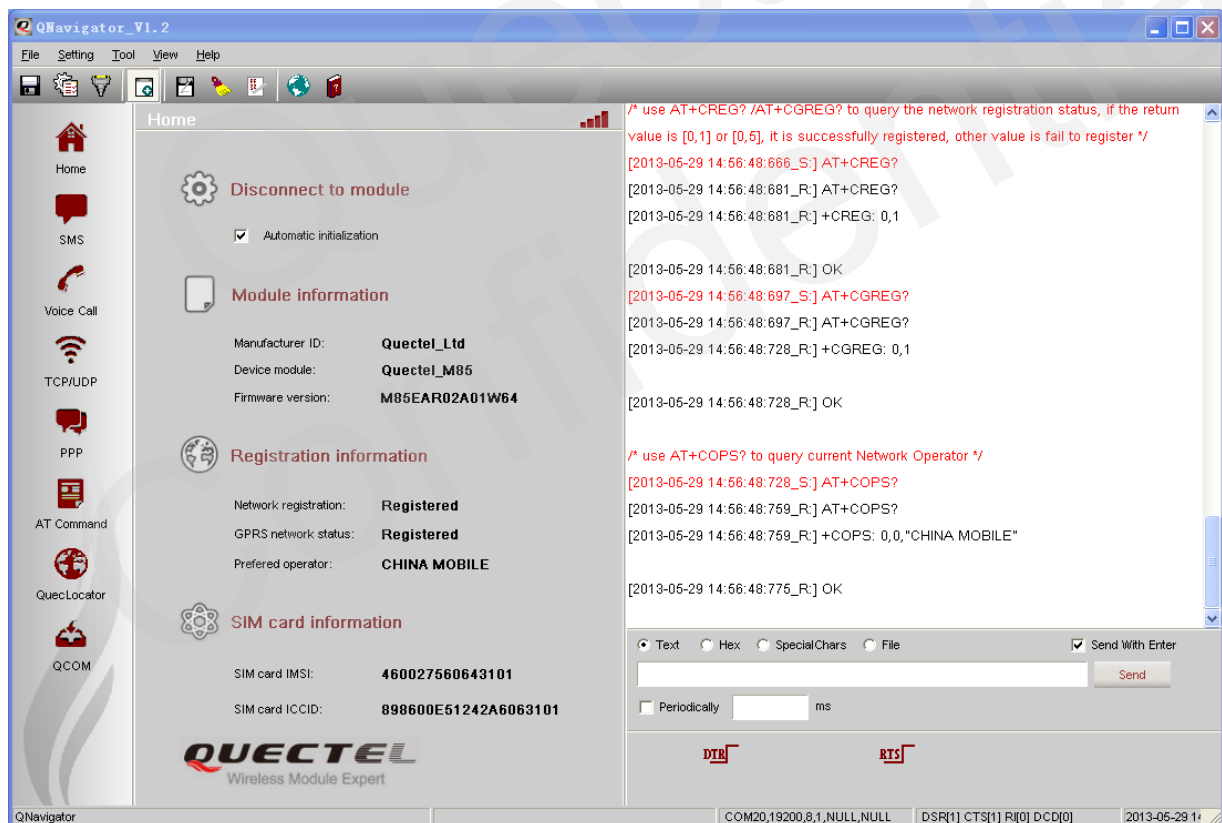 QNavigator_V1.2
File Setting Tool View Help
Home
SMS
Voice Call
TCP/UDP
PPP
AT Command
QuecLocator
QCOM
Home
Disconnect to module
Automatic initialization
Module information
Manufacturer ID: Quectel_Ltd
Device module: Quectel_M85
Firmware version: M85EAR02A01W64
Registration information
Network registration: Registered
GPRS network status: Registered
Prefered operator: CHINA MOBILE
SIM card information
SIM card IMSI: 460027560643101
SIM card ICCID: 898600E51242A6063101
QUECTEL
Wireless Module Expert
/* use AT+CREG? /AT+CGREG? to query the network registration status, if the return
value is [0,1] or [0,5], it is successfully registered, other value is fail to register */
[2013-05-29 14:56:48:666_S:] AT+CREG?
[2013-05-29 14:56:48:681_R:] AT+CREG?
[2013-05-29 14:56:48:681_R:] +CREG: 0,1
[2013-05-29 14:56:48:681_R:] OK
[2013-05-29 14:56:48:697_S:] AT+CGREG?
[2013-05-29 14:56:48:697_R:] AT+CGREG?
[2013-05-29 14:56:48:728_R:] +CGREG: 0,1
[2013-05-29 14:56:48:728_R:] OK
/* use AT+COPS? to query current Network Operator */
[2013-05-29 14:56:48:728_S:] AT+COPS?
[2013-05-29 14:56:48:759_R:] AT+COPS?
[2013-05-29 14:56:48:759_R:] +COPS: 0,0,"CHINA MOBILE"
[2013-05-29 14:56:48:775_R:] OK
Text Hex SpecialChars File Send With Enter
Send
Periodically ms
DTR RTS
QNavigator COM20,19200,8,1,NULL,NULL DSR[1] CTS[1] RI[0] DCD[0] 2013-05-29 14
Confidential